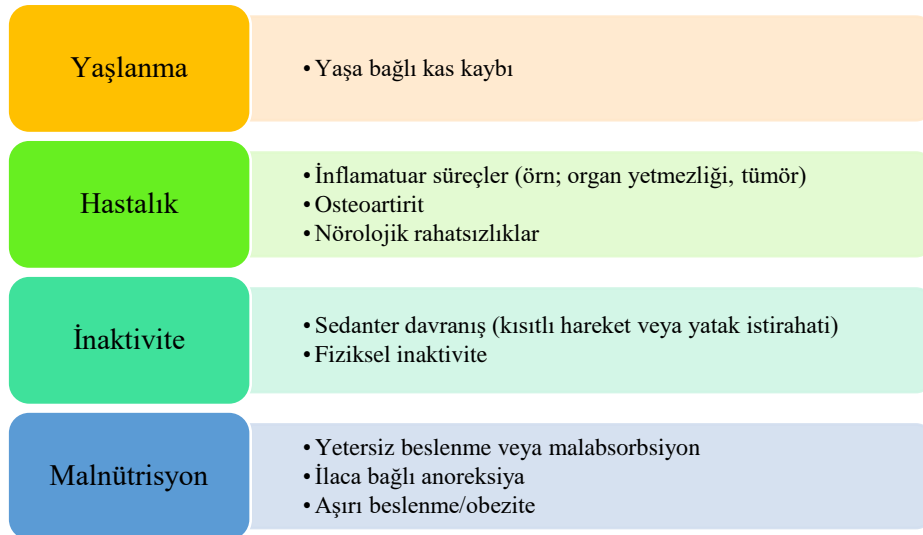 Yaşlanma
• Yaşa bağlı kas kaybı
Hastalık
• İnflamatuar süreçler (örn; organ yetmezliği, tümör)
• Osteoartirit
• Nörolojik rahatsızlıklar
İnaktivite
• Sedanter davranış (kısıtlı hareket veya yatak istirahati)
• Fiziksel inaktivite
Malnütrisyon
• Yetersiz beslenme veya malabsorbsiyon
• İlaca bağlı anoreksiya
• Aşırı beslenme/obezite